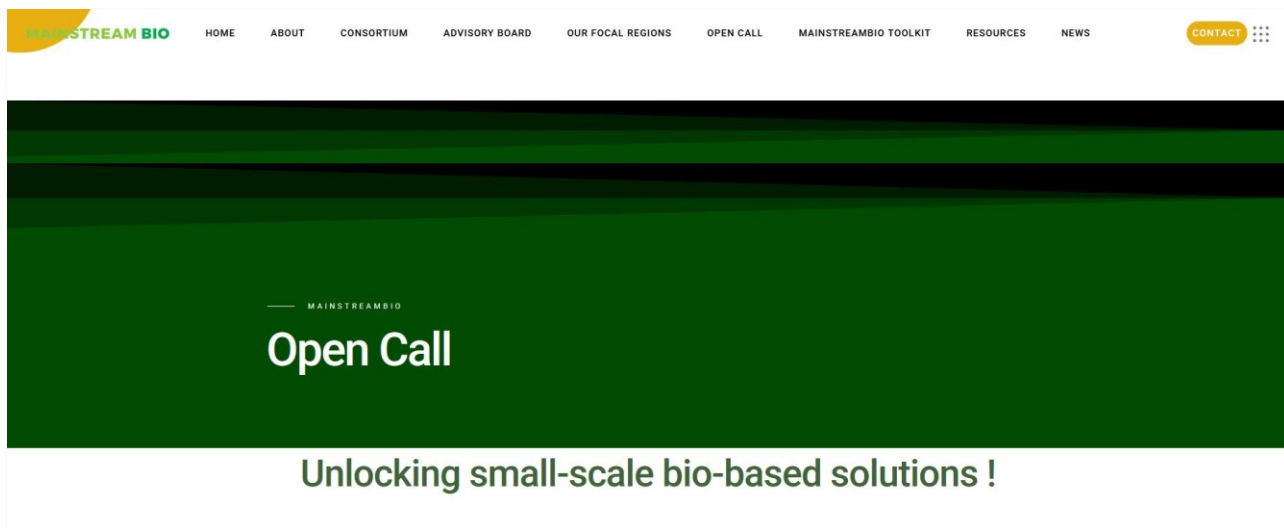 MAINSTREAM BIO HOME ABOUT CONSORTIUM ADVISORY BOARD OUR FOCAL REGIONS OPEN CALL MAINSTREAMBIO TOOLKIT RESOURCES NEWS CONTACT
MAINSTREAMBIO
Open Call
Unlocking small-scale bio-based solutions !